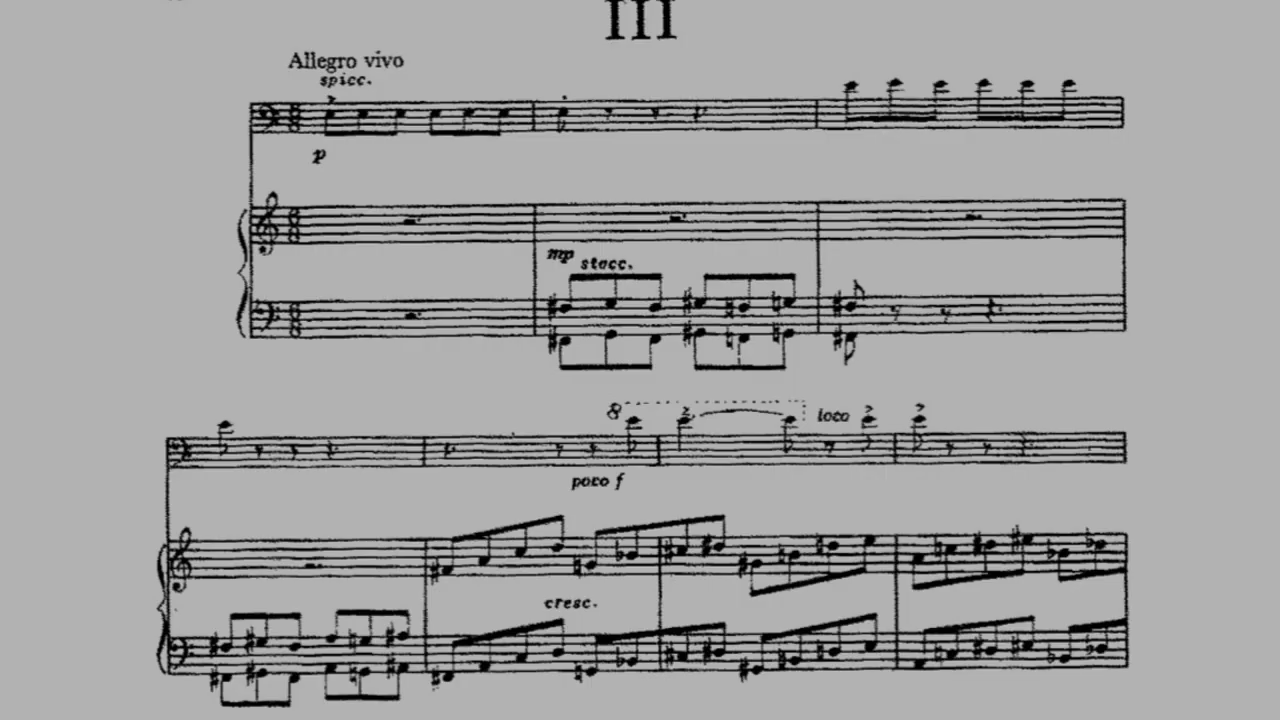 III
Allegro vivo
spicc.
p
mp
stacc.
8
loco
poco f
cresc.